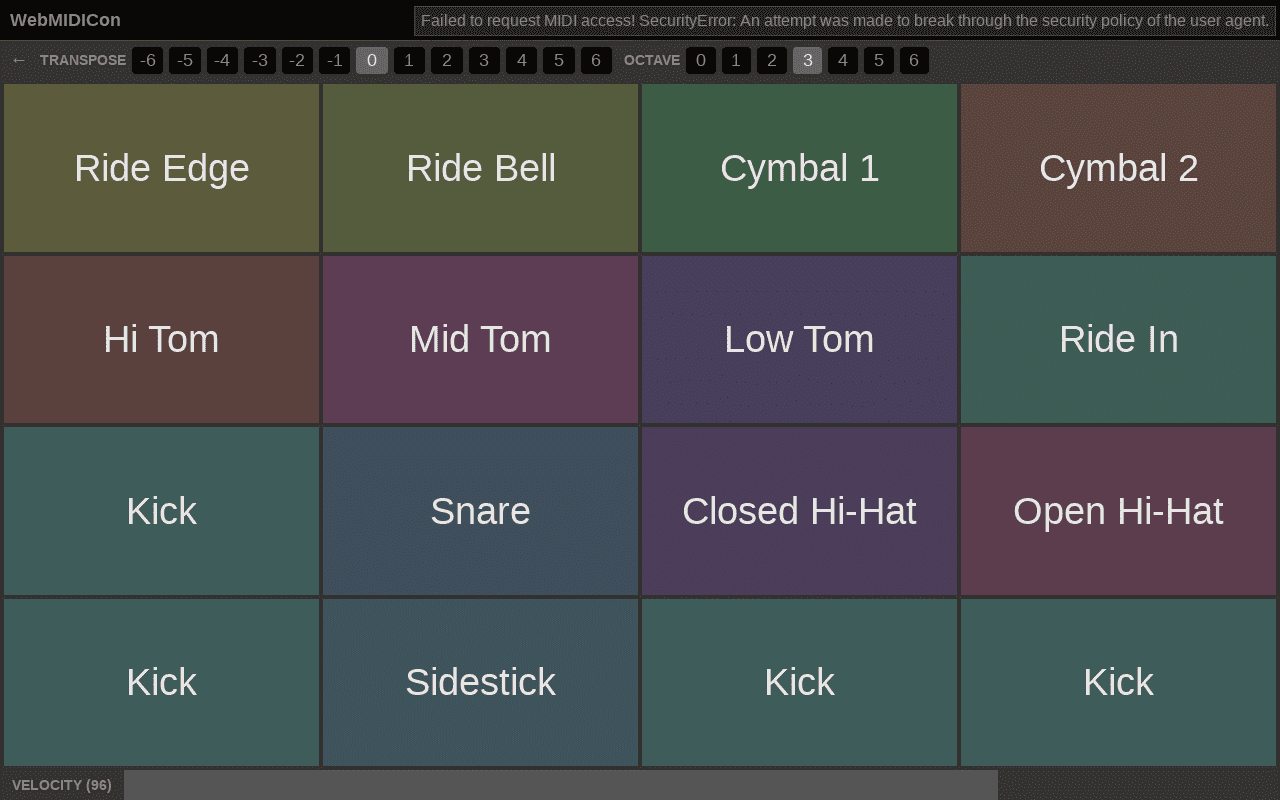 WebMIDICon
Failed to request MIDI access! SecurityError: An attempt was made to break through the security policy of the user agent.
← TRANSPOSE -6 -5 -4 -3 -2 -1 0 1 2 3 4 5 6 OCTAVE 0 1 2 3 4 5 6
Ride Edge Ride Bell Cymbal 1 Cymbal 2
Hi Tom Mid Tom Low Tom Ride In
Kick Snare Closed Hi-Hat Open Hi-Hat
Kick Sidestick Kick Kick
VELOCITY (96)